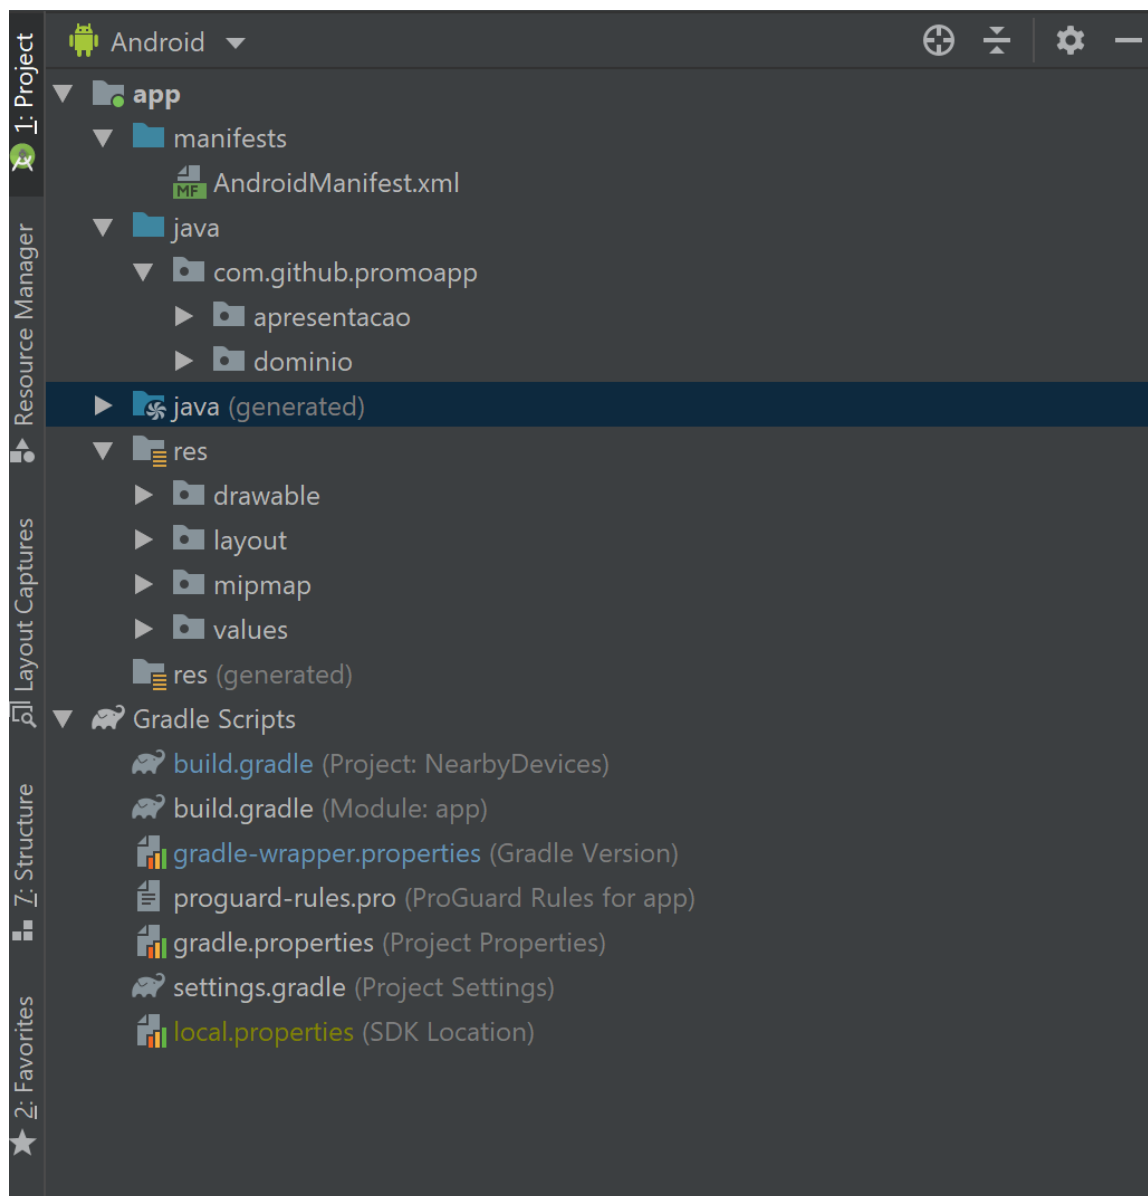 Android
app
manifests
MF AndroidManifest.xml
java
com.github.promoapp
apresentacao
dominio
java (generated)
res
drawable
layout
mipmap
values
res (generated)
Gradle Scripts
build.gradle (Project: NearbyDevices)
build.gradle (Module: app)
gradle-wrapper.properties (Gradle Version)
proguard-rules.pro (ProGuard Rules for app)
gradle.properties (Project Properties)
settings.gradle (Project Settings)
local.properties (SDK Location)
1: Project
Resource Manager
Layout Captures
7: Structure
2: Favorites